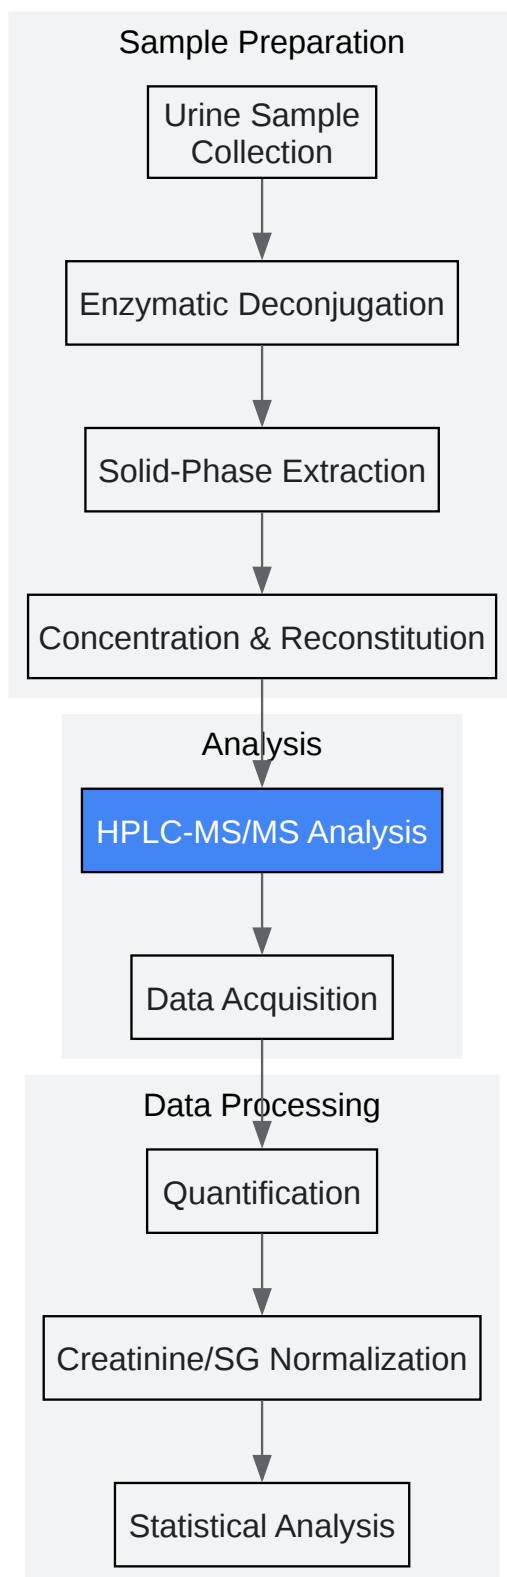 Sample Preparation
Urine Sample
Collection
Enzymatic Deconjugation
Solid-Phase Extraction
Concentration & Reconstitution
Analysis
HPLC-MS/MS Analysis
Data Acquisition
Data Processing
Quantification
Creatinine/SG Normalization
Statistical Analysis